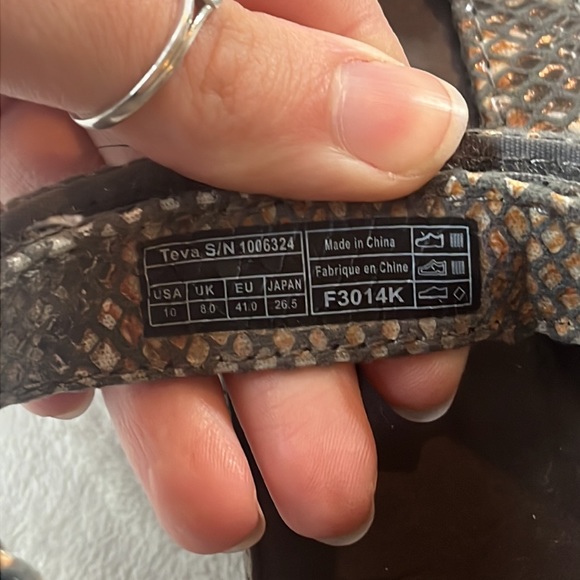 Teva S/N 1006324
USA UK EU JAPAN
10 8.0 41.0 26.5
Made in China
Fabriqué en Chine
F3014K